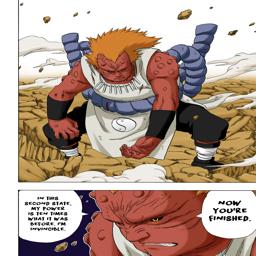 IN THIS
SECOND STATE,
MY POWER
IS TEN TIMES
WHAT IT WAS
BEFORE. I'M
INVINCIBLE.
NOW
YOU'RE
FINISHED.